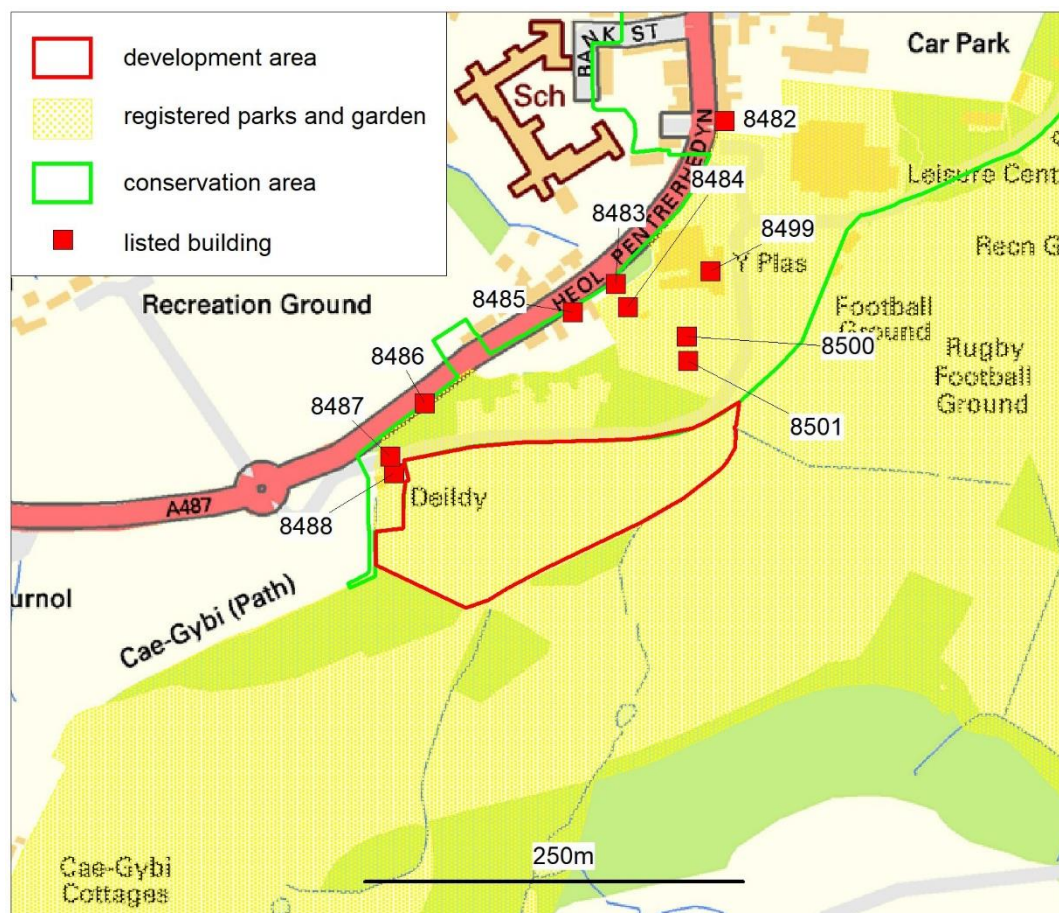 development area
registered parks and garden
conservation area
listed building
BANK ST
Sch
Car Park
8482
8484
8483
Leisure Cent
8499
Y Plas
Recn G
HEOL PENTRERHEDYN
8485
Recreation Ground
Football
Ground
8500
Rugby
Football
Ground
8486
8487
8501
A487
Deildy
8488
urnol
Cae-Gybi (Path)
250m
Cae-Gybi
Cottages